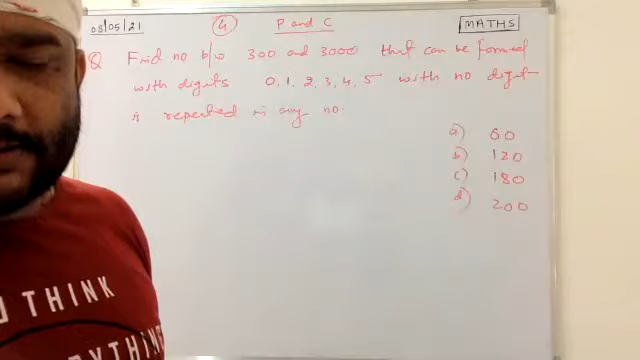 03/05/21
4
P and C
MATHS
Q Find no b/w 300 and 3000 that can be formed
with digits 0, 1, 2, 3, 4, 5 with no digit
is repeated in any no.
a) 60
b) 120
c) 180
d) 200
THINK